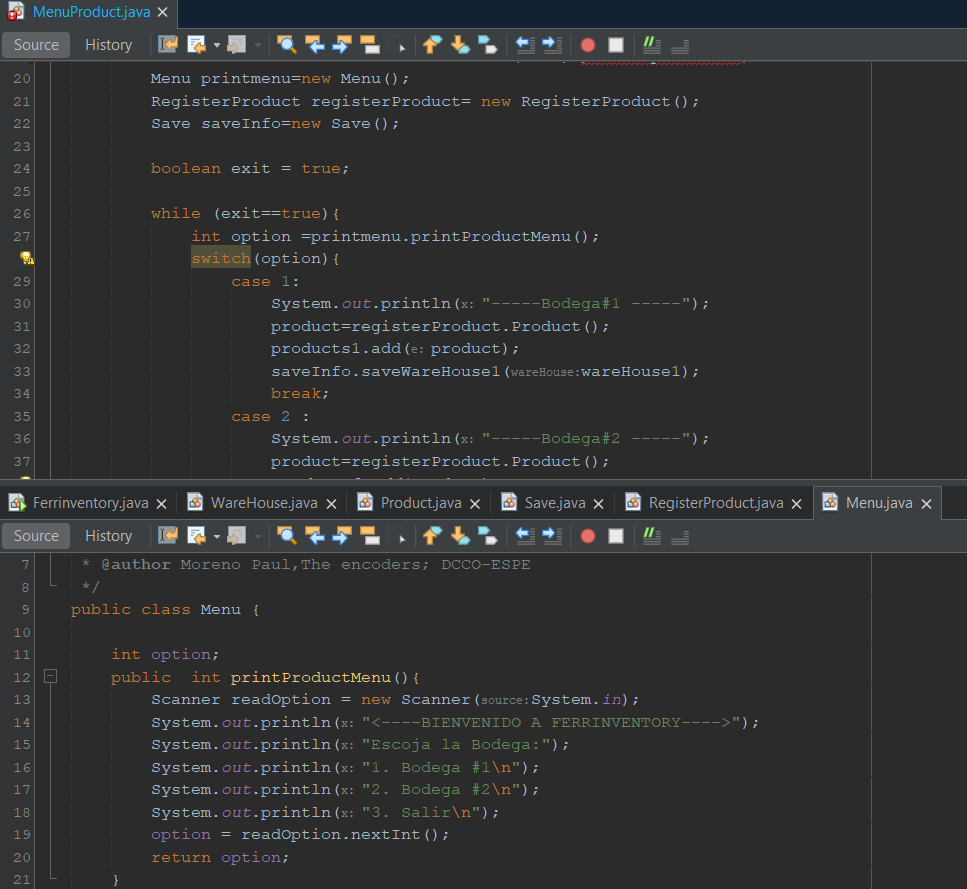 MenuProduct.java
Source History
20 Menu printmenu=new Menu();
21 RegisterProduct registerProduct= new RegisterProduct();
22 Save saveInfo=new Save();
23
24 boolean exit = true;
25
26 while (exit==true){
27 int option =printmenu.printProductMenu();
switch(option){
29 case 1:
30 System.out.println(x: "-----Bodega#1 -----");
31 product=registerProduct.Product();
32 products1.add(e: product);
33 saveInfo.saveWareHouse1(wareHouse:wareHouse1);
34 break;
35 case 2 :
36 System.out.println(x: "-----Bodega#2 -----");
37 product=registerProduct.Product();
Ferrinventory.java WareHouse.java Product.java Save.java RegisterProduct.java Menu.java
Source History
7 * @author Moreno Paul,The encoders; DCCO-ESPE
8 */
9 public class Menu {
10
11 int option;
12 public  int printProductMenu(){
13 Scanner readOption = new Scanner(source:System.in);
14 System.out.println(x: "<----BIENVENIDO A FERRINVENTORY---->");
15 System.out.println(x: "Escoja la Bodega:");
16 System.out.println(x: "1. Bodega #1\n");
17 System.out.println(x: "2. Bodega #2\n");
18 System.out.println(x: "3. Salir\n");
19 option = readOption.nextInt();
20 return option;
21 }